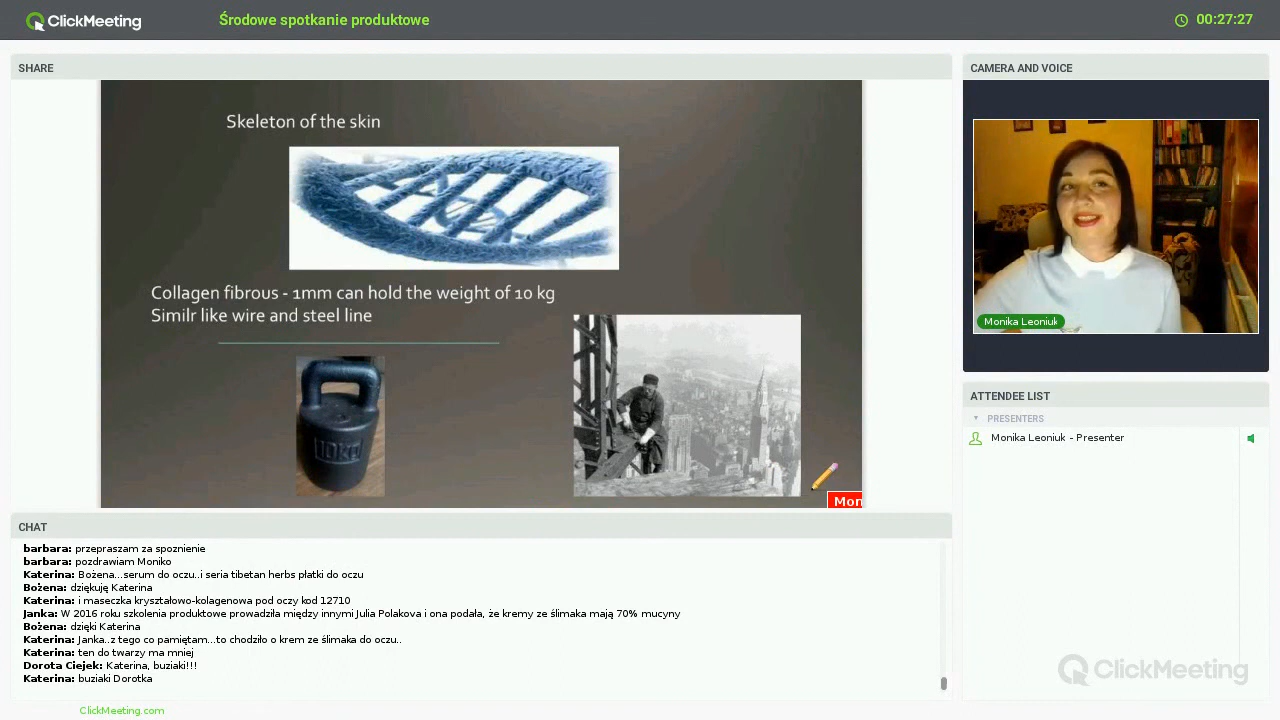 ClickMeeting
Środowe spotkanie produktowe
00:27:27
SHARE
Skeleton of the skin
Collagen fibrous - 1mm can hold the weight of 10 kg
Similr like wire and steel line
10KG
Mon
CAMERA AND VOICE
Monika Leoniuk
ATTENDEE LIST
PRESENTERS
Monika Leoniuk - Presenter
CHAT
barbara: przepraszam za spoznienie
barbara: pozdrawiam Moniko
Katerina: Bożena...serum do oczu..i seria tibetan herbs płatki do oczu
Bożena: dziękuję Katerina
Katerina: i maseczka kryształowo-kolagenowa pod oczy kod 12710
Janka: W 2016 roku szkolenia produktowe prowadziła między innymi Julia Polakova i ona podała, że kremy ze ślimaka mają 70% mucyny
Bożena: dzięki Katerina
Katerina: Janka..z tego co pamiętam...to chodziło o krem ze ślimaka do oczu..
Katerina: ten do twarzy ma mniej
Dorota Ciejek: Katerina, buziaki!!!
Katerina: buziaki Dorotka
ClickMeeting
ClickMeeting.com